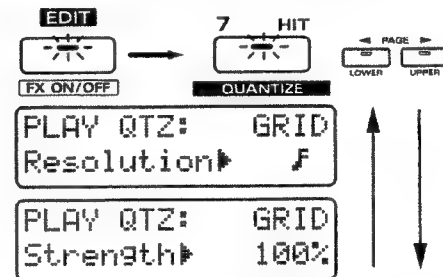 EDIT
7 HIT
◄ PAGE ►
LOWER UPPER
FX ON/OFF
QUANTIZE
PLAY QTZ: GRID
Resolution▶ ♪
PLAY QTZ: GRID
Strength▶ 100%